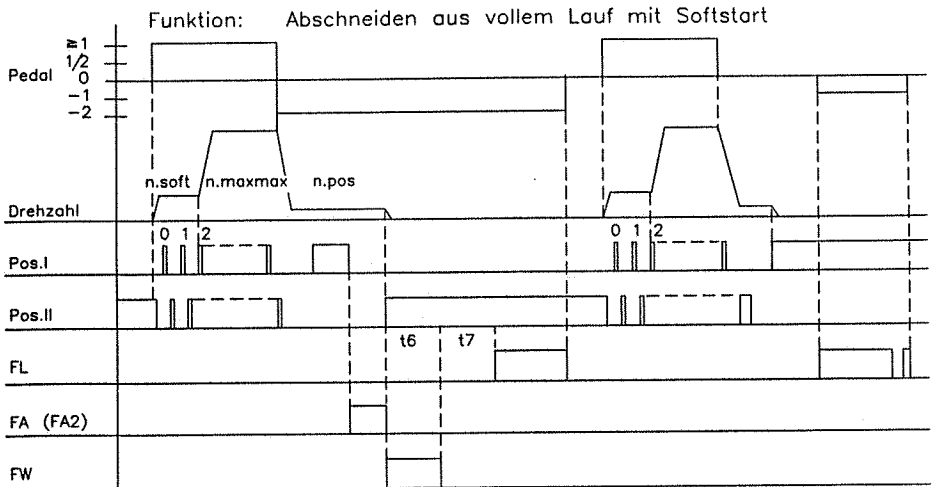 Funktion: Abschneiden aus vollem Lauf mit Softstart
≧1
1/2
Pedal 0
-1
-2
n.soft n.maxmax n.pos
Drehzahl
0 1 2 0 1 2
Pos.I
Pos.II
t6 t7
FL
FA (FA2)
FW